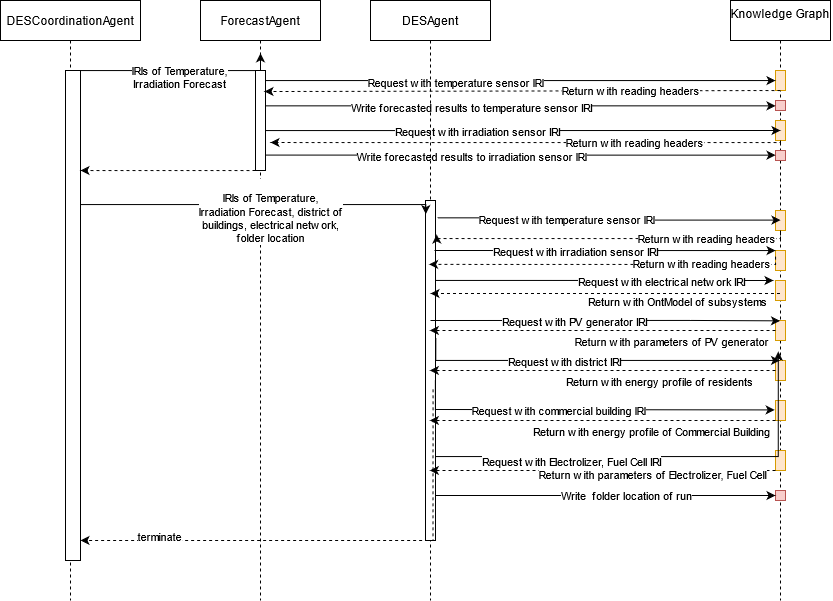 DESCoordinationAgent
ForecastAgent
DESAgent
Knowledge Graph
IRIs of Temperature,
Irradiation Forecast
Request with temperature sensor IRI
Return with reading headers
Write forecasted results to temperature sensor IRI
Request with irradiation sensor IRI
Return with reading headers
Write forecasted results to irradiation sensor IRI
IRIs of Temperature,
Irradiation Forecast, district of
buildings, electrical network,
folder location
Request with temperature sensor IRI
Return with reading headers
Request with irradiation sensor IRI
Return with reading headers
Request with electrical network IRI
Return with OntModel of subsystems
Request with PV generator IRI
Return with parameters of PV generator
Request with district IRI
Return with energy profile of residents
Request with commercial building IRI
Return with energy profile of Commercial Building
Request with Electrolizer, Fuel Cell IRI
Return with parameters of Electrolizer, Fuel Cell
Write folder location of run
terminate